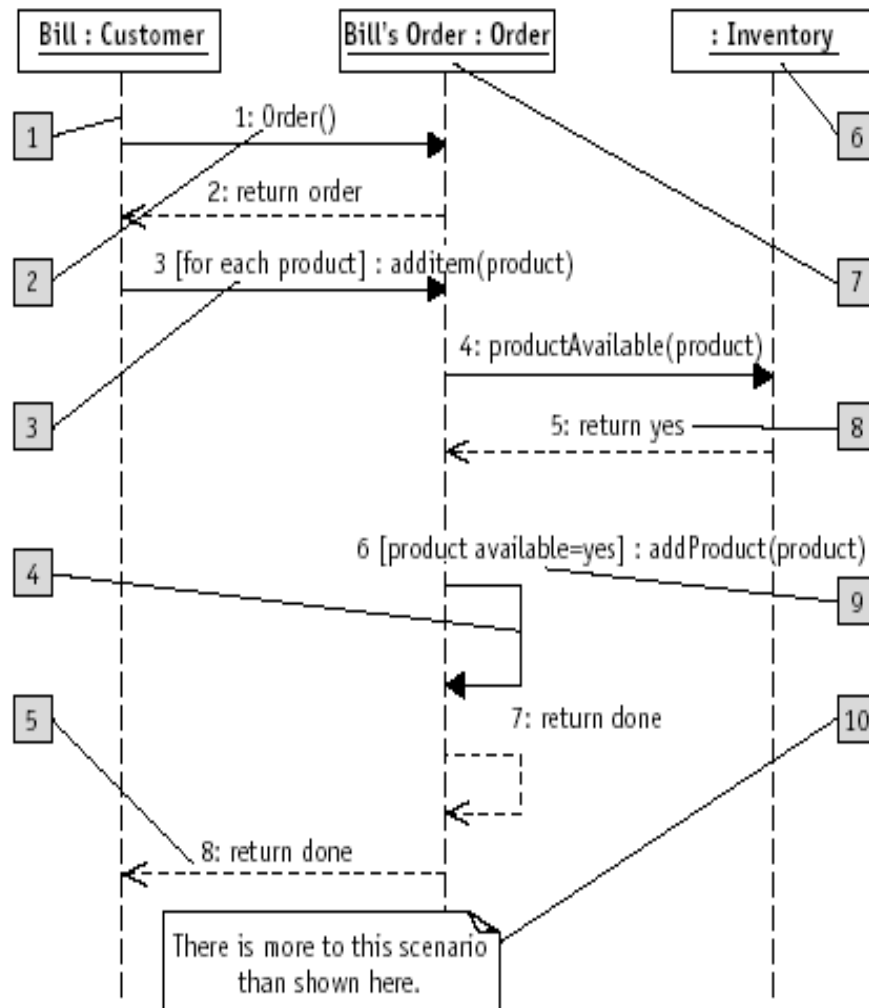 Bill : Customer
Bill's Order : Order
: Inventory
1
1: Order()
6
2: return order
2
3 [for each product] : additem(product)
7
4: productAvailable(product)
3
5: return yes
8
6 [product available=yes] : addProduct(product)
4
9
5
7: return done
10
8: return done
There is more to this scenario
than shown here.